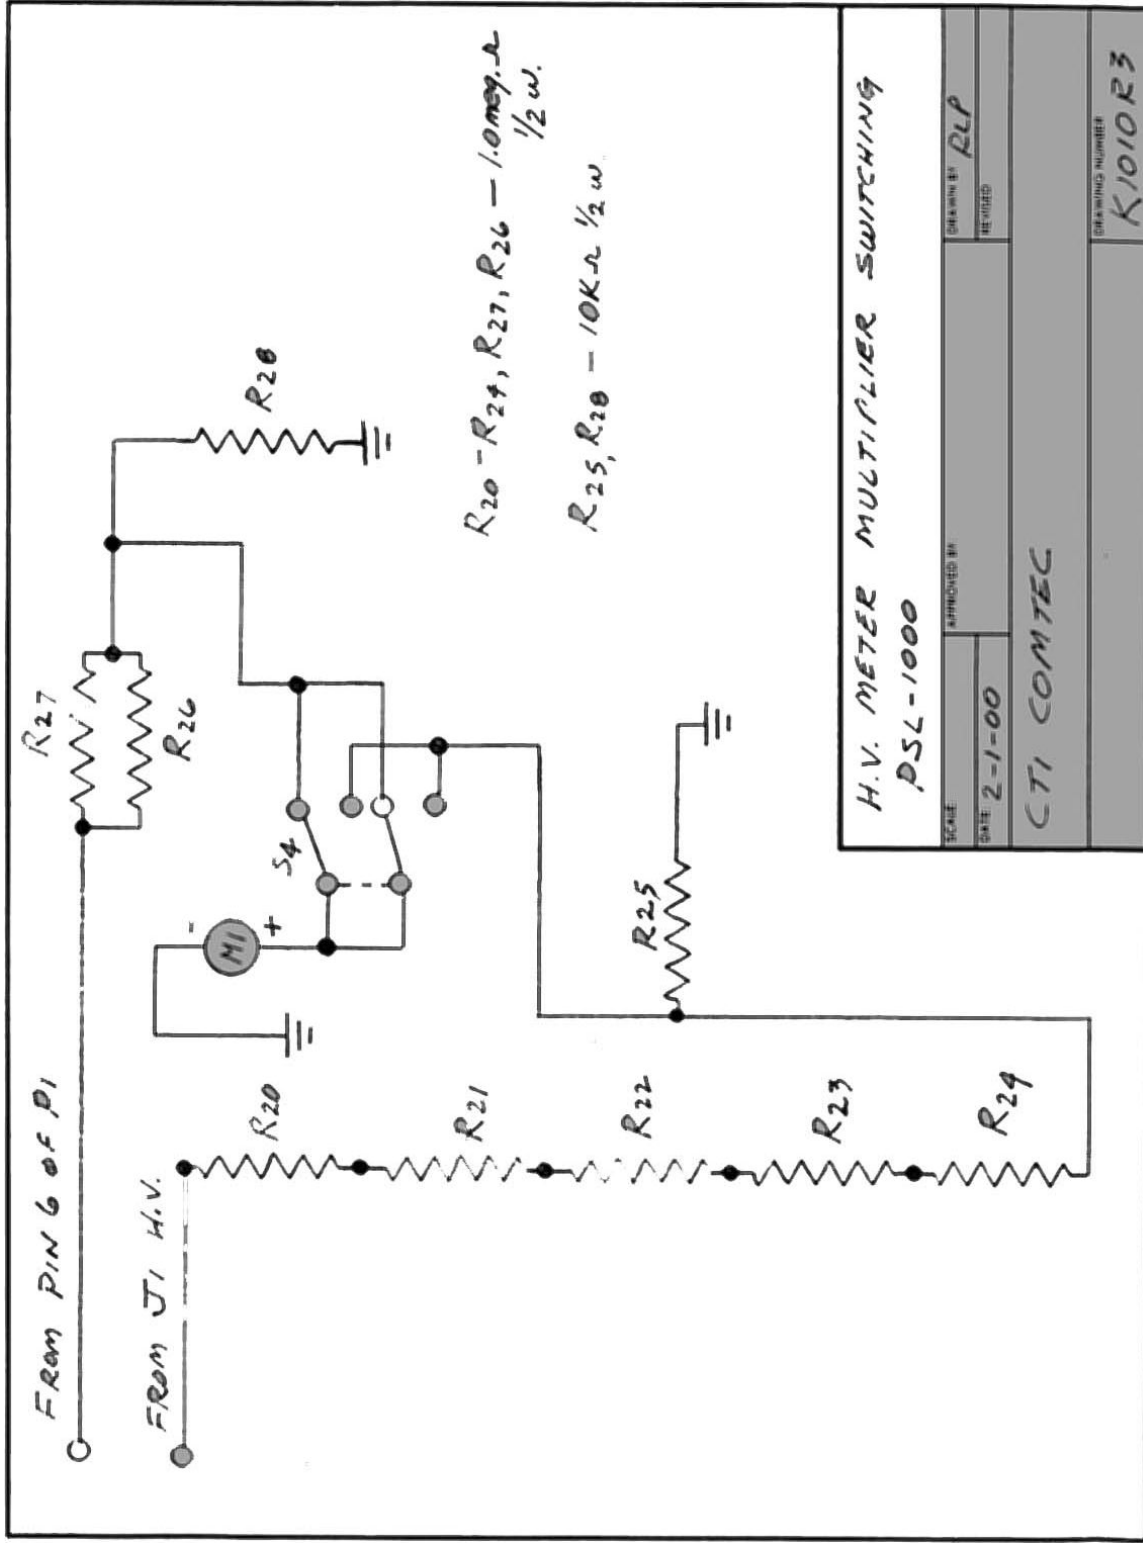 FROM PIN 6 OF P1
R27
R26
R28
FROM J1 H.V.
-
M1
+
S4
R20
R21
R22
R23
R24
R25
R20 - R24, R27, R26 - 1.0 meg. Ω
1/2 W.
R25, R28 - 10K Ω 1/2 W
H.V. METER MULTIPLIER SWITCHING
PSL-1000
SCALE
APPROVED BY
DRAWN BY RLP
DATE 2-1-00
REVISED
CTI COMTEC
DRAWING NUMBER
K1010R3